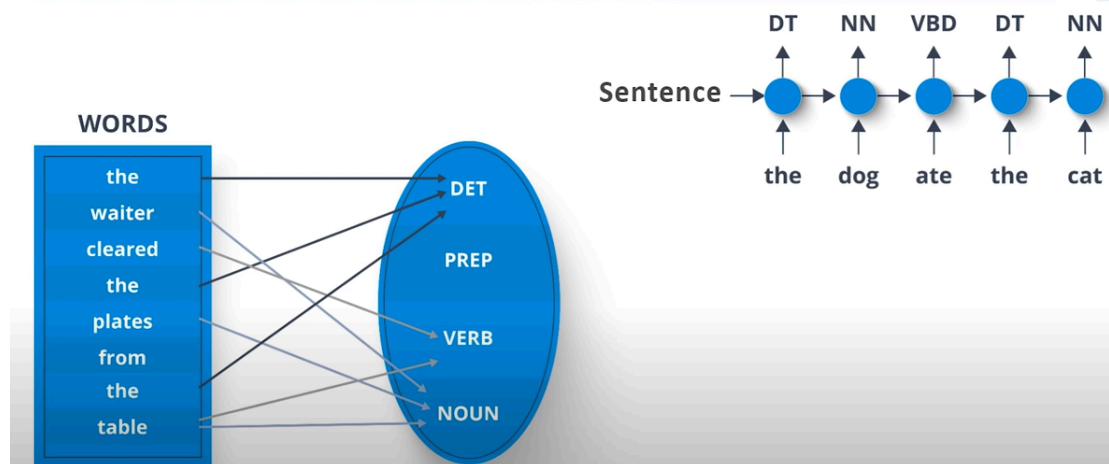 DT NN VBD DT NN
Sentence
the dog ate the cat
WORDS
the
waiter
cleared
the
plates
from
the
table
DET
PREP
VERB
NOUN